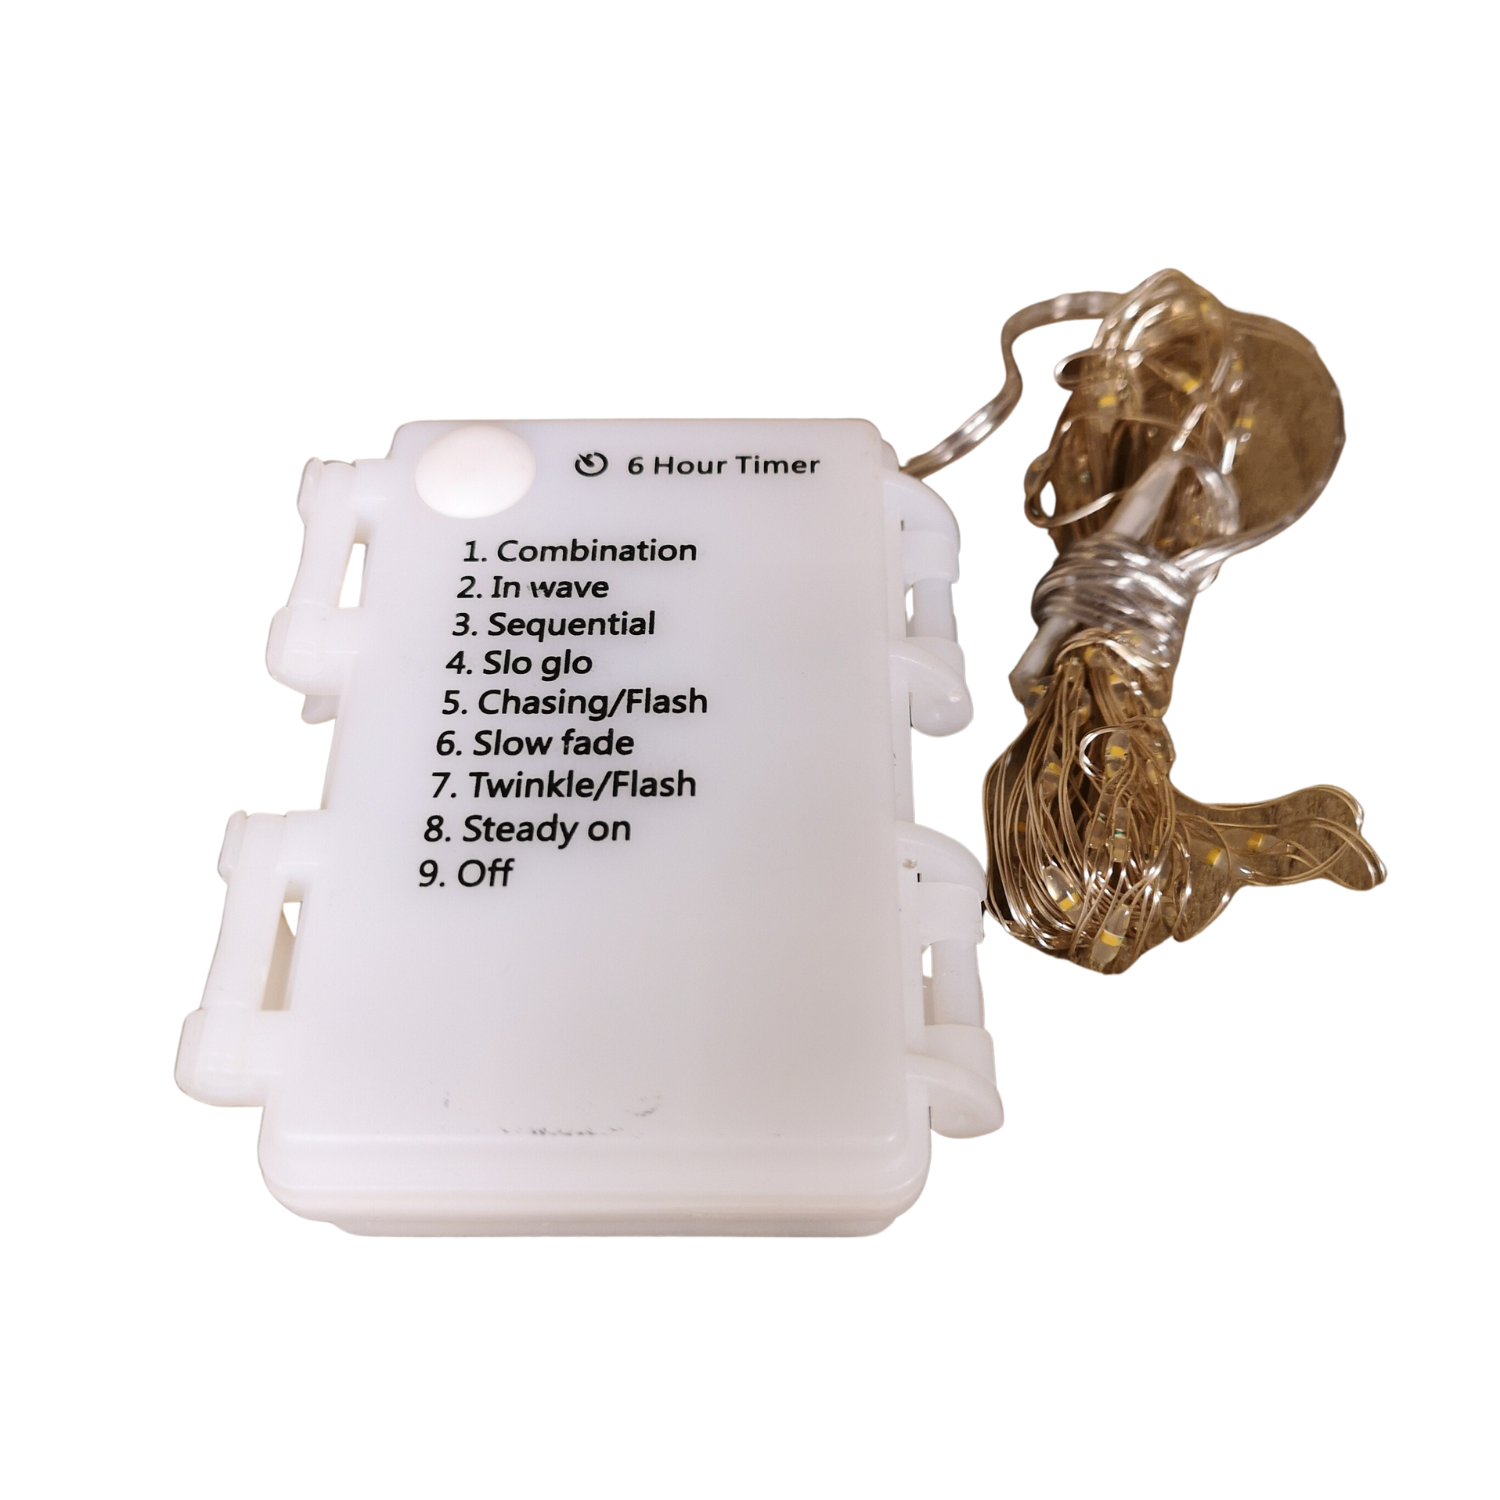 6 Hour Timer
1. Combination
2. In wave
3. Sequential
4. Slo glo
5. Chasing/Flash
6. Slow fade
7. Twinkle/Flash
8. Steady on
9. Off